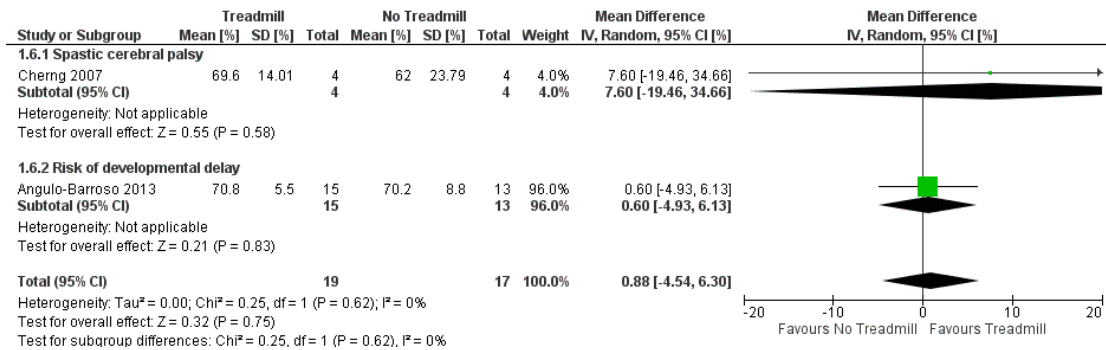 Treadmill No Treadmill Mean Difference Mean Difference
Study or Subgroup Mean [%] SD [%] Total Mean [%] SD [%] Total Weight IV, Random, 95% CI [%] IV, Random, 95% CI [%]
1.6.1 Spastic cerebral palsy
Cherng 2007 69.6 14.01 4 62 23.79 4 4.0% 7.60 [-19.46, 34.66]
Subtotal (95% CI) 4 4 4.0% 7.60 [-19.46, 34.66]
Heterogeneity: Not applicable
Test for overall effect: Z = 0.55 (P = 0.58)
1.6.2 Risk of developmental delay
Angulo-Barroso 2013 70.8 5.5 15 70.2 8.8 13 96.0% 0.60 [-4.93, 6.13]
Subtotal (95% CI) 15 13 96.0% 0.60 [-4.93, 6.13]
Heterogeneity: Not applicable
Test for overall effect: Z = 0.21 (P = 0.83)
Total (95% CI) 19 17 100.0% 0.88 [-4.54, 6.30]
Heterogeneity: Tau² = 0.00; Chi² = 0.25, df = 1 (P = 0.62); I² = 0%
Test for overall effect: Z = 0.32 (P = 0.75)
Test for subgroup differences: Chi² = 0.25, df = 1 (P = 0.62), I² = 0%
-20 -10 0 10 20
Favours No Treadmill Favours Treadmill